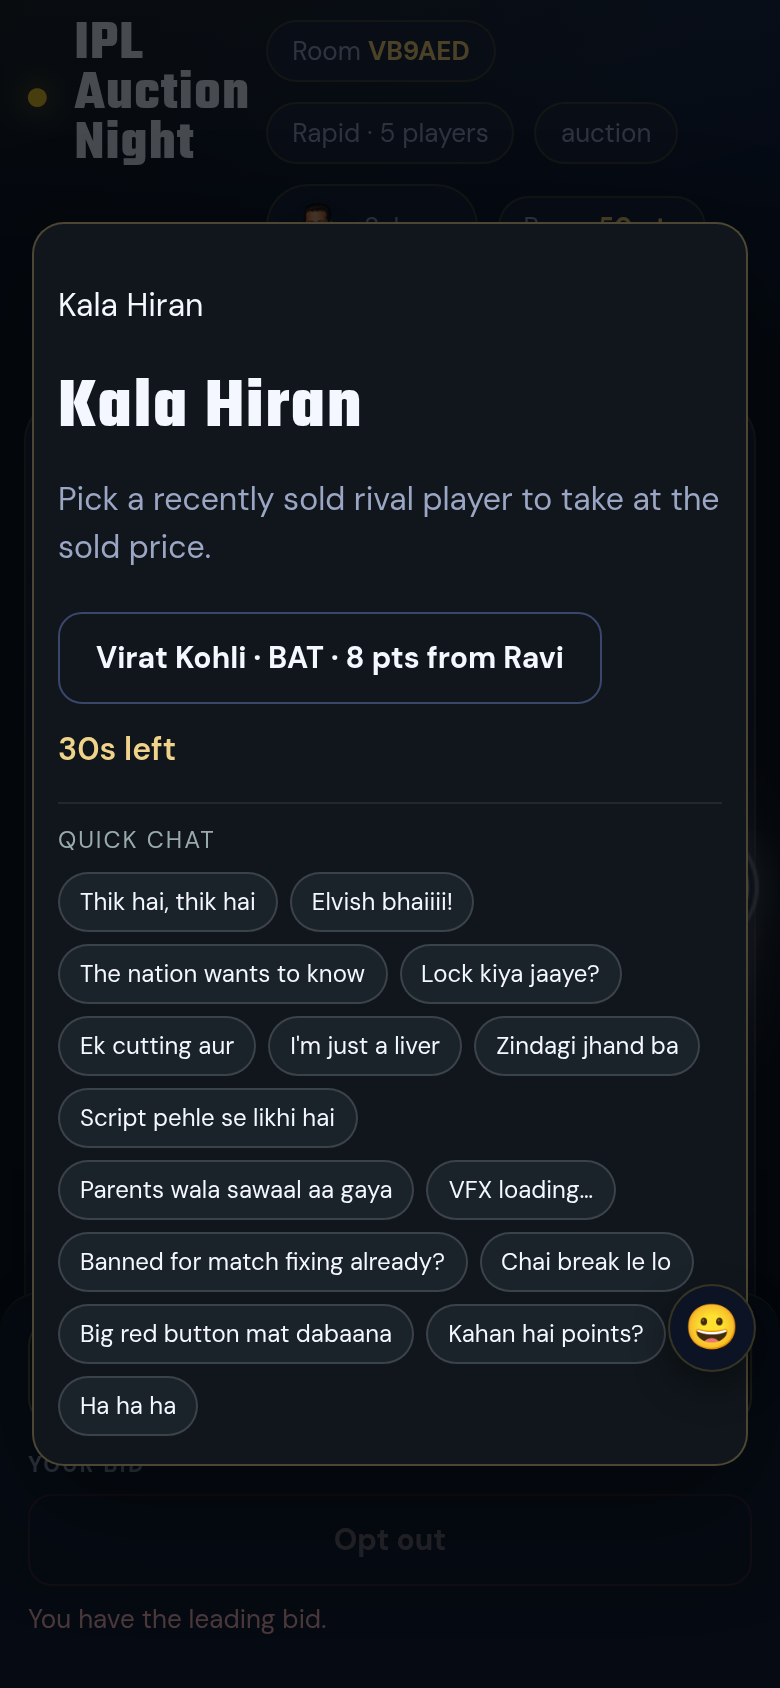 IPL
Auction
Night
Room VB9AED
Rapid · 5 players
auction
Kala Hiran
Kala Hiran
Pick a recently sold rival player to take at the
sold price.
Virat Kohli · BAT · 8 pts from Ravi
30s left
QUICK CHAT
Thik hai, thik hai
Elvish bhaiiii!
The nation wants to know
Lock kiya jaaye?
Ek cutting aur
I'm just a liver
Zindagi jhand ba
Script pehle se likhi hai
Parents wala sawaal aa gaya
VFX loading...
Banned for match fixing already?
Chai break le lo
Big red button mat dabaana
Kahan hai points?
Ha ha ha
YOUR BID
Opt out
You have the leading bid.